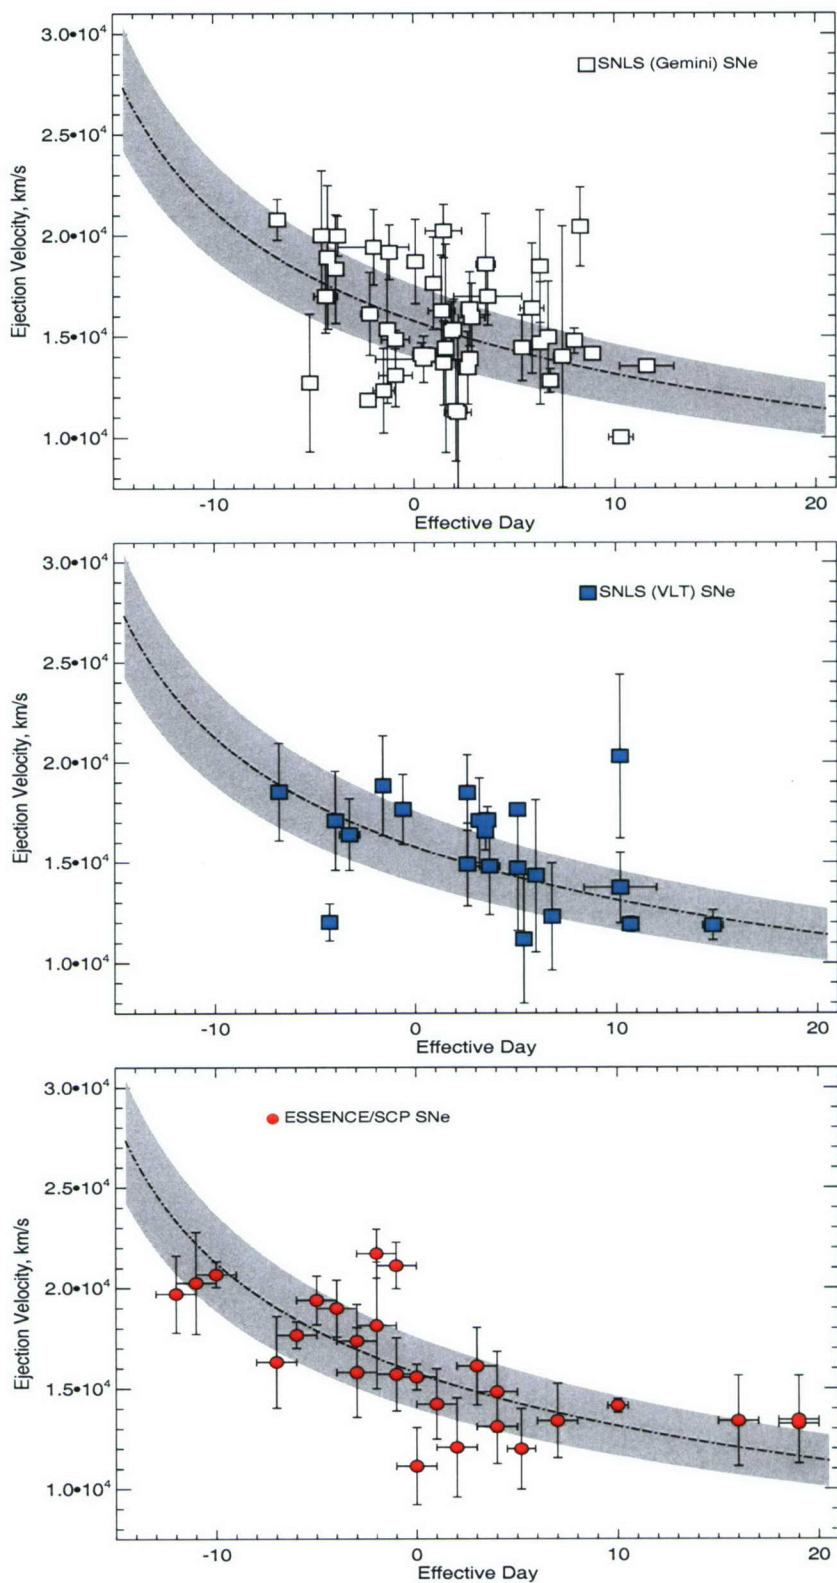 3.0•10⁴
SNLS (Gemini) SNe
2.5•10⁴
2.0•10⁴
1.5•10⁴
1.0•10⁴
Ejection Velocity, km/s
-10 0 10 20
Effective Day
3.0•10⁴
SNLS (VLT) SNe
2.5•10⁴
2.0•10⁴
1.5•10⁴
1.0•10⁴
Ejection Velocity, km/s
-10 0 10 20
Effective Day
3.0•10⁴
ESSENCE/SCP SNe
2.5•10⁴
2.0•10⁴
1.5•10⁴
1.0•10⁴
Ejection Velocity, km/s
-10 0 10 20
Effective Day